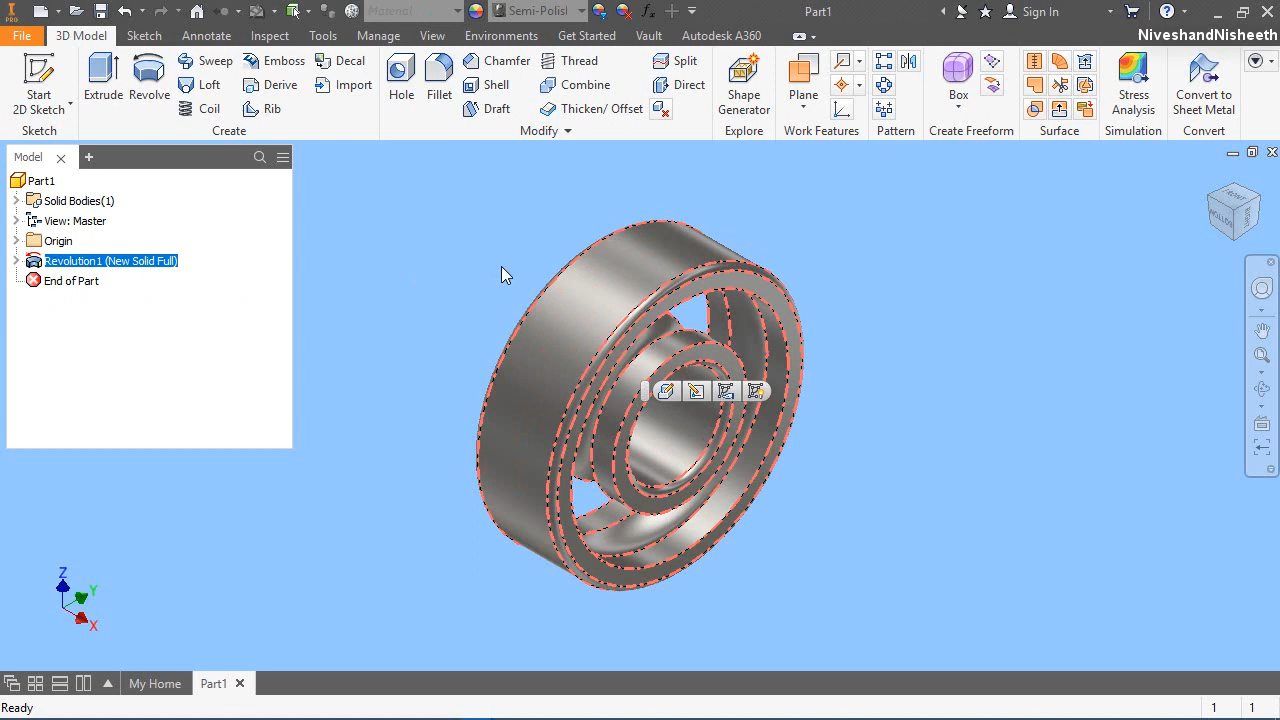 PRO
Material
Semi-Polisl
Part1
Sign In
File
3D Model
Sketch
Annotate
Inspect
Tools
Manage
View
Environments
Get Started
Vault
Autodesk A360
NiveshandNisheeth
Start
2D Sketch
Extrude
Revolve
Sweep
Loft
Coil
Emboss
Derive
Rib
Decal
Import
Hole
Fillet
Chamfer
Shell
Draft
Thread
Combine
Thicken/ Offset
Split
Direct
Shape
Generator
Plane
Box
Stress
Analysis
Convert to
Sheet Metal
Sketch
Create
Modify
Explore
Work Features
Pattern
Create Freeform
Surface
Simulation
Convert
Model
Part1
Solid Bodies(1)
View: Master
Origin
Revolution1 (New Solid Full)
End of Part
FRONT
Z
Y
X
My Home
Part1
Ready
1
1